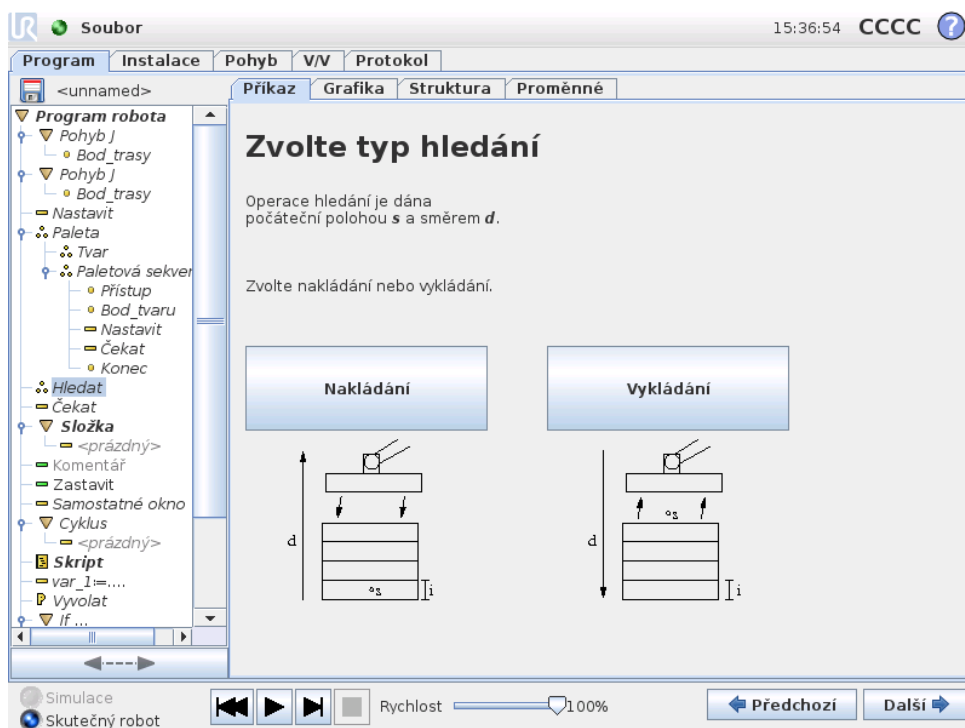 UR Soubor 15:36:54 CCCC ?
Program Instalace Pohyb V/V Protokol
<unnamed>
Příkaz Grafika Struktura Proměnné
Program robota
Pohyb J
Bod_trasy
Pohyb J
Bod_trasy
Nastavit
Paleta
Tvar
Paletová sekver
Přístup
Bod_tvaru
Nastavit
Čekat
Konec
Hledat
Čekat
Složka
<prázdný>
Komentář
Zastavit
Samostatné okno
Cyklus
<prázdný>
Skript
var_1:=....
Vyvolat
If ...
Zvolte typ hledání
Operace hledání je dána
počáteční polohou s a směrem d.
Zvolte nakládání nebo vykládání.
Nakládání Vykládání
d s i
d s i
Simulace
Skutečný robot
Rychlost 100%
Předchozí Další